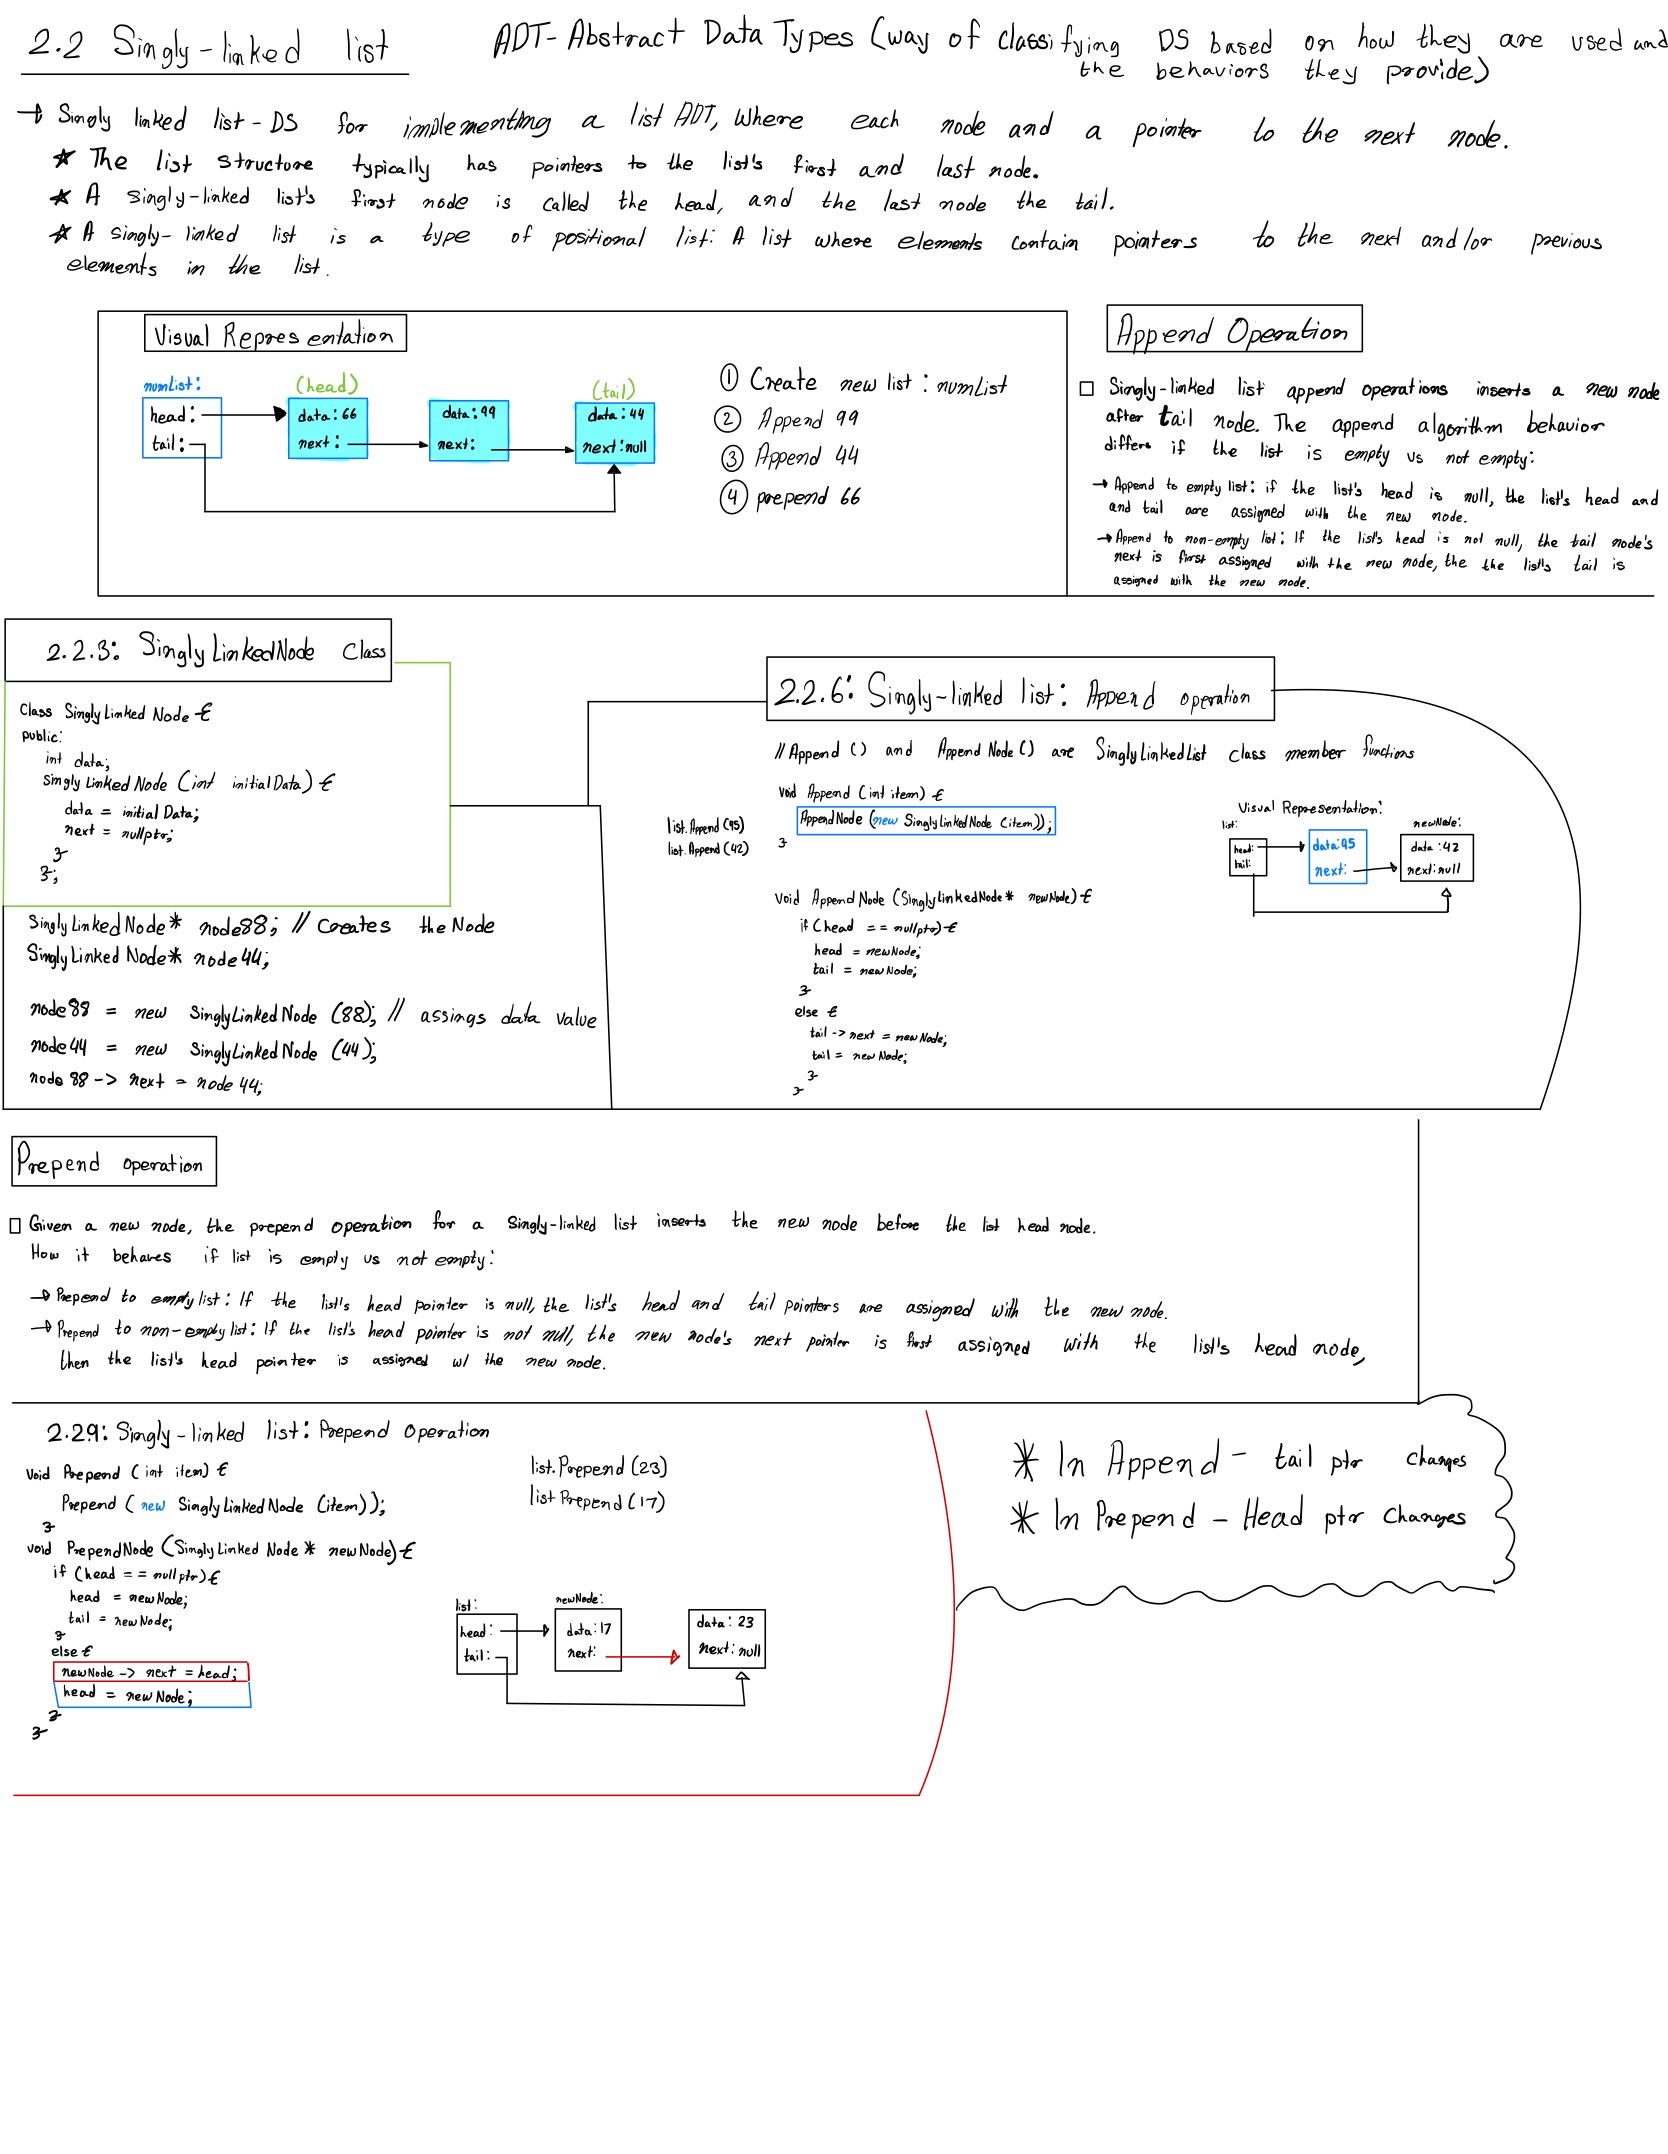 2.2 Singly-linked list
ADT- Abstract Data Types (way of classifying DS based on how they are used and
the behaviors they provide)
→ Singly linked list - DS for implementing a list ADT, where each node and a pointer to the next node.
* The list structure typically has pointers to the list's first and last node.
* A singly-linked list's first node is called the head, and the last node the tail.
* A singly-linked list is a type of positional list: A list where elements contain pointers to the next and/or previous
elements in the list.
Visual Representation
numList:
(head)
(tail)
head:
tail:
data:66
next:
data:99
next:
data:44
next:null
① Create new list: numList
② Append 99
③ Append 44
④ prepend 66
Append Operation
□ Singly-linked list append operations inserts a new node
after tail node. The append algorithm behavior
differs if the list is empty vs not empty:
→ Append to empty list: if the list's head is null, the list's head and
and tail are assigned with the new node.
→ Append to non-empty list: If the list's head is not null, the tail node's
next is first assigned with the new node, the the list's tail is
assigned with the new node.
2.2.3: SinglyLinkedNode Class
Class SinglyLinkedNode {
public:
int data;
SinglyLinkedNode (int initialData) {
data = initialData;
next = nullptr;
}
};
SinglyLinkedNode* node88; // Creates the Node
SinglyLinkedNode* node44;
node88 = new SinglyLinkedNode (88); // assings data value
node44 = new SinglyLinkedNode (44);
node88 -> next = node44;
2.2.6: Singly-linked list: Append operation
// Append () and AppendNode () are SinglyLinkedList class member functions
void Append (int item) {
AppendNode (new SinglyLinkedNode (item));
}
list.Append (95)
list.Append (42)
void AppendNode (SinglyLinkedNode* newNode) {
if (head == nullptr) {
head = newNode;
tail = newNode;
}
else {
tail -> next = newNode;
tail = newNode;
}
}
Visual Representation:
list:
newNode:
head:
tail:
data:95
next:
data:42
next:null
Prepend operation
□ Given a new node, the prepend operation for a Singly-linked list inserts the new node before the list head node.
How it behaves if list is empty vs not empty:
→ Prepend to empty list: If the list's head pointer is null, the list's head and tail pointers are assigned with the new node.
→ Prepend to non-empty list: If the list's head pointer is not null, the new node's next pointer is first assigned with the list's head node,
then the list's head pointer is assigned w/ the new node.
2.29: Singly-linked list: Prepend Operation
void Prepend (int item) {
Prepend (new SinglyLinkedNode (item));
}
void PrependNode (SinglyLinkedNode* newNode) {
if (head == nullptr) {
head = newNode;
tail = newNode;
}
else {
newNode -> next = head;
head = newNode;
}
}
list.Prepend (23)
list Prepend (17)
list:
newNode:
head:
tail:
data:17
next:
data: 23
next: null
* In Append - tail ptr changes
* In Prepend - Head ptr changes